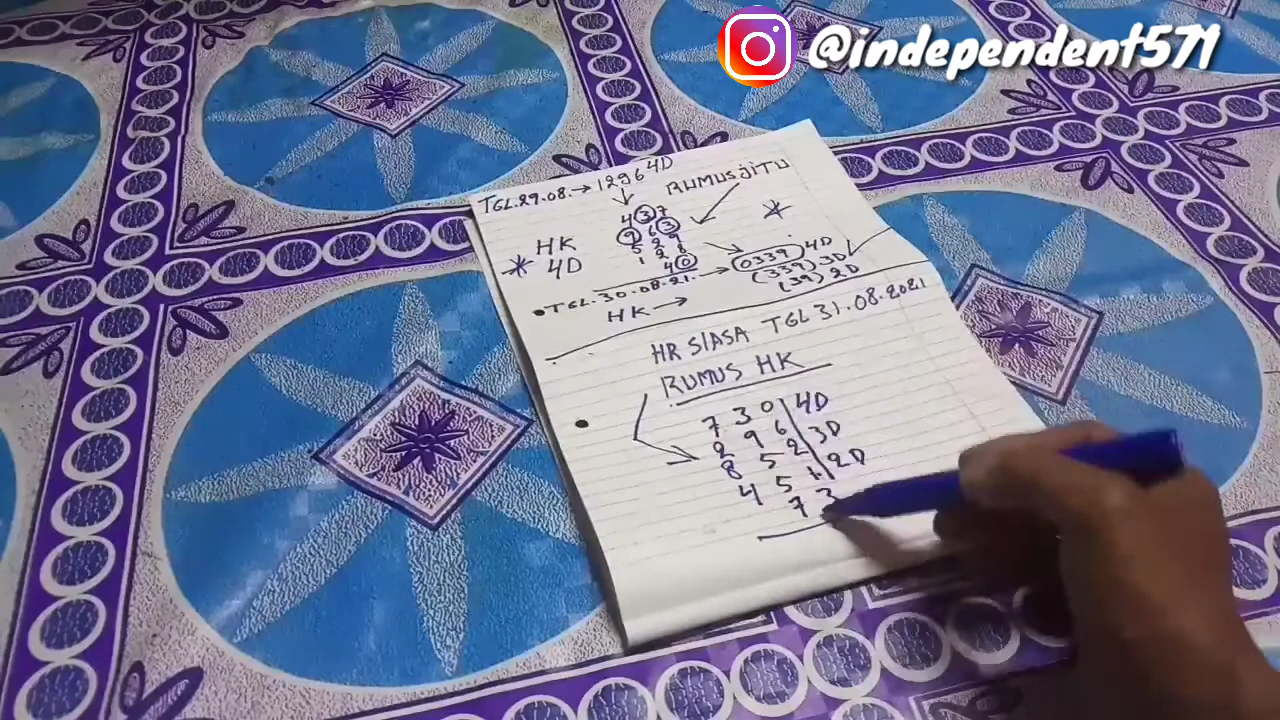 @independent571
TGL.29.08.→1296 4D
RUMUS JITU
4 3 7
9 6 3
5 2 9
1 2 8
4 0
HK
* 4D
*
0339) 4D
(339) 3D
(39) 2D
•TGL.30.08.21.→
HK →
HR SLASA TGL 31.08.2021
RUMUS HK
7 3 0 4D
2 9 6 3D
8 5 2 2D
4 5 1
7 3